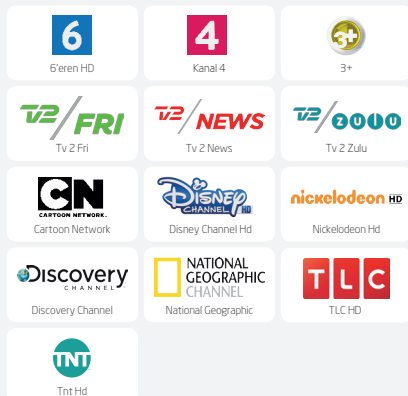 6
4
3+
6'eren HD
Kanal 4
3+
TV2/FRI
TV2/NEWS
TV2/ZULU
Tv 2 Fri
Tv 2 News
Tv 2 Zulu
CN
CARTOON NETWORK.
DISNEY CHANNEL HD
nickelodeon HD
Cartoon Network
Disney Channel Hd
Nickelodeon Hd
Discovery
CHANNEL
NATIONAL
GEOGRAPHIC
CHANNEL
TLC
Discovery Channel
National Geographic
TLC HD
TNT
Tnt Hd